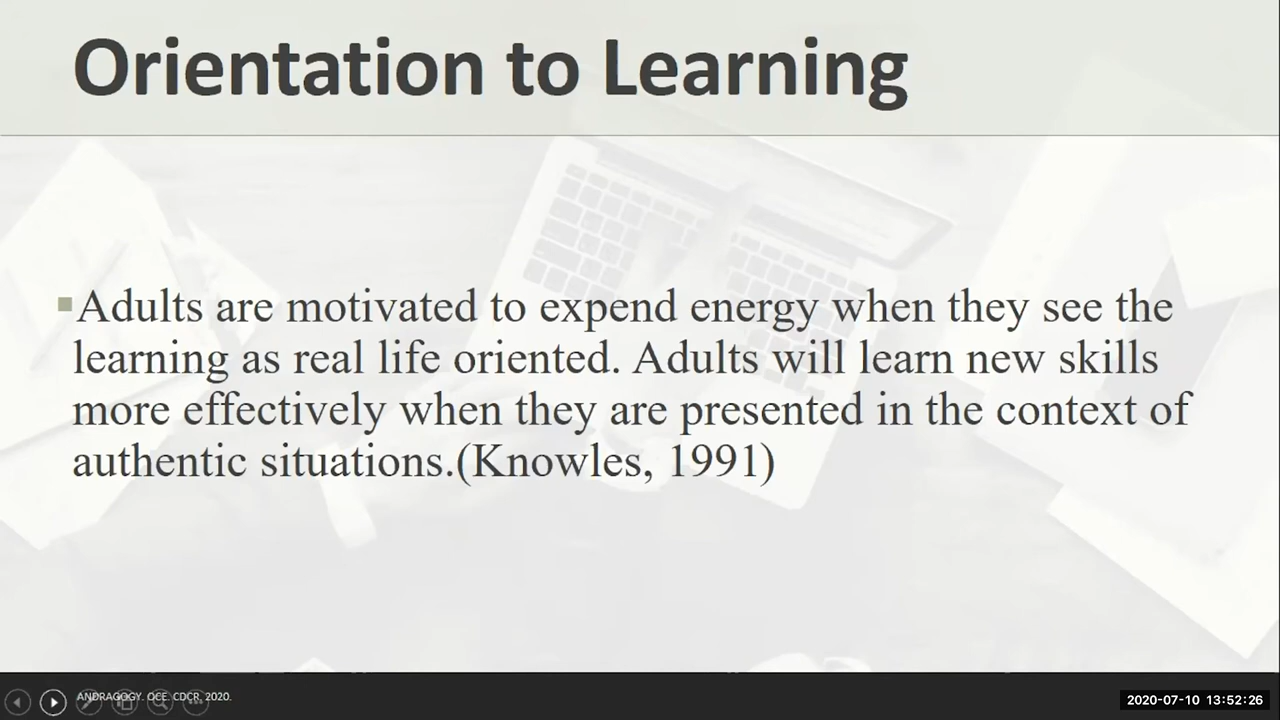 Orientation to Learning
Adults are motivated to expend energy when they see the
learning as real life oriented. Adults will learn new skills
more effectively when they are presented in the context of
authentic situations.(Knowles, 1991)
ANDRAGOGY. OCE. CDCR, 2020.
2020-07-10 13:52:26